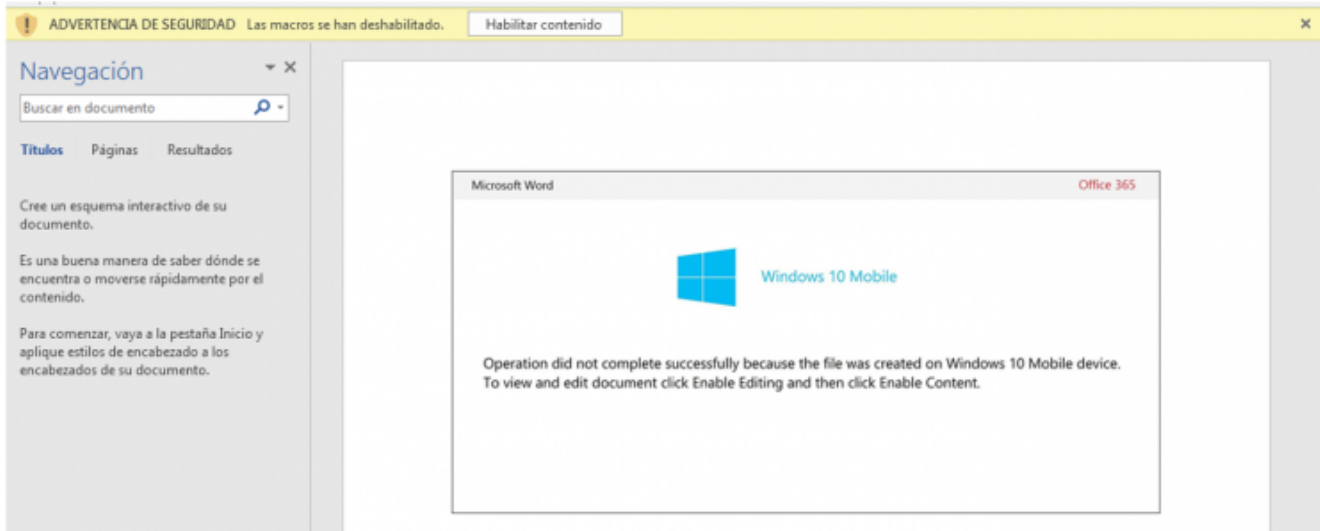 ADVERTENCIA DE SEGURIDAD Las macros se han deshabilitado. Habilitar contenido
Navegación
Buscar en documento
Títulos Páginas Resultados
Cree un esquema interactivo de su
documento.
Es una buena manera de saber dónde se
encuentra o moverse rápidamente por el
contenido.
Para comenzar, vaya a la pestaña Inicio y
aplique estilos de encabezado a los
encabezados de su documento.
Microsoft Word Office 365
Windows 10 Mobile
Operation did not complete successfully because the file was created on Windows 10 Mobile device.
To view and edit document click Enable Editing and then click Enable Content.